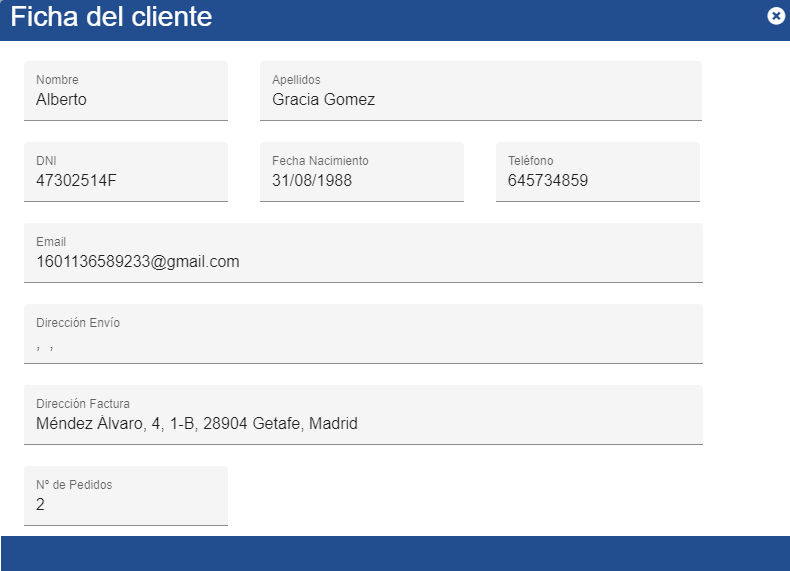 Ficha del cliente
Nombre
Alberto
Apellidos
Gracia Gomez
DNI
47302514F
Fecha Nacimiento
31/08/1988
Teléfono
645734859
Email
1601136589233@gmail.com
Dirección Envío
, ,
Dirección Factura
Méndez Álvaro, 4, 1-B, 28904 Getafe, Madrid
Nº de Pedidos
2